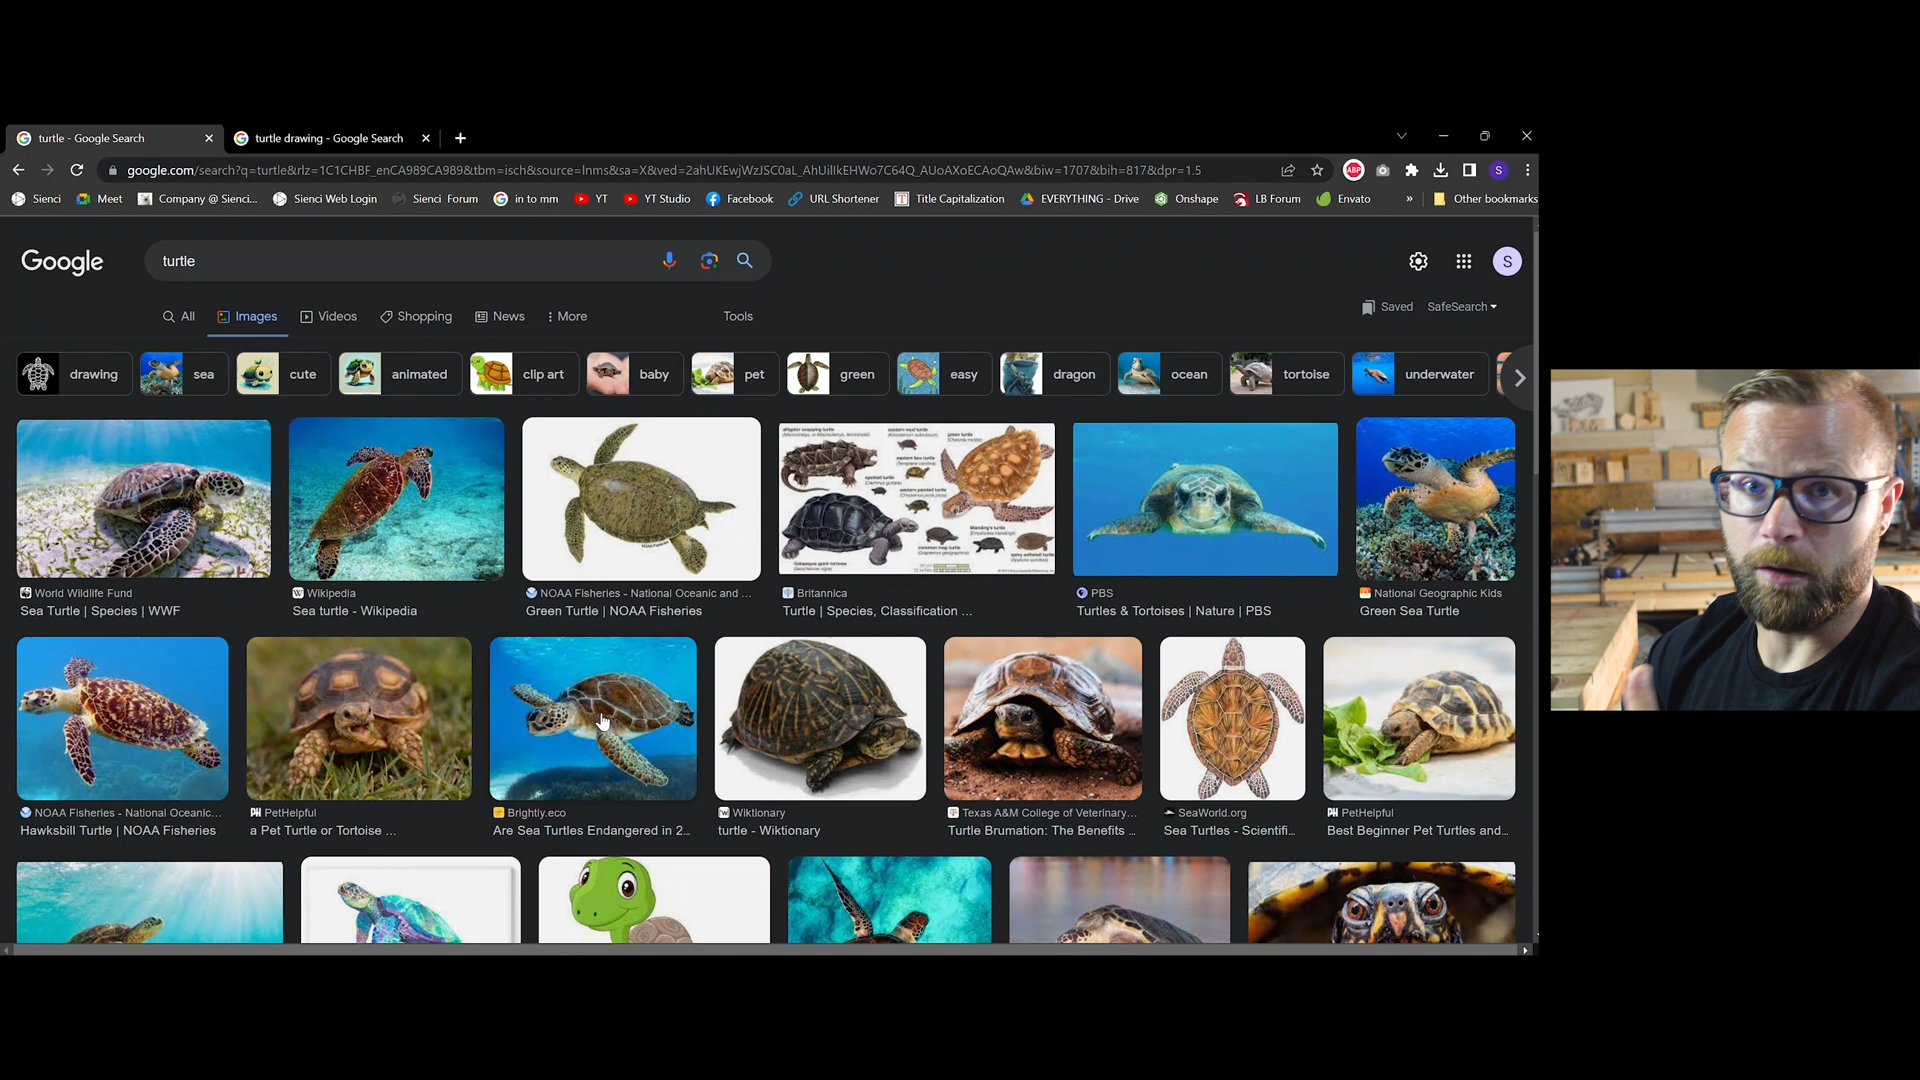 turtle - Google Search
turtle drawing - Google Search
google.com/search?q=turtle&rlz=1C1CHBF_enCA989CA989&tbm=isch&source=lnms&sa=X&ved=2ahUKEwjWzJSC0aL_AhUilIkEHWo7C64Q_AUoAXoECAoQAw&biw=1707&bih=817&dpr=1.5
ABP
S
Sienci
Meet
Company @ Sienci...
Sienci Web Login
Sienci Forum
in to mm
YT
YT Studio
Facebook
URL Shortener
Title Capitalization
EVERYTHING - Drive
Onshape
LB Forum
Envato
»
Other bookmarks
Google
turtle
S
All
Images
Videos
Shopping
News
More
Tools
Saved
SafeSearch
drawing
sea
cute
animated
clip art
baby
pet
green
easy
dragon
ocean
tortoise
underwater
World Wildlife Fund
Sea Turtle | Species | WWF
Wikipedia
Sea turtle - Wikipedia
NOAA Fisheries - National Oceanic and ...
Green Turtle | NOAA Fisheries
Britannica
Turtle | Species, Classification ...
PBS
Turtles & Tortoises | Nature | PBS
National Geographic Kids
Green Sea Turtle
NOAA Fisheries - National Oceanic...
Hawksbill Turtle | NOAA Fisheries
PetHelpful
a Pet Turtle or Tortoise ...
Brightly.eco
Are Sea Turtles Endangered in 2...
Wiktionary
turtle - Wiktionary
Texas A&M College of Veterinary...
Turtle Brumation: The Benefits ...
SeaWorld.org
Sea Turtles - Scientifi...
PetHelpful
Best Beginner Pet Turtles and...